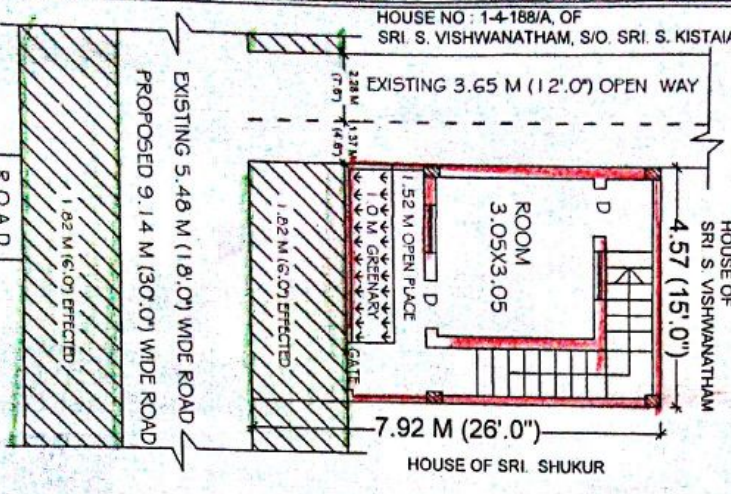 HOUSE NO : 1-4-188/A, OF
SRI. S. VISHWANATHAM, S/O. SRI. S. KISTAIA
EXISTING 3.65 M (12'.0") OPEN WAY
2.28 M
(7'.6")
1.37 M
(4'.6")
HOUSE OF
SRI. S. VISHWANATHAM
4.57 (15'.0")
ROOM
3.05X3.05
D
D
1.52 M OPEN PLACE
1.0 M GREENARY
GATE
1.82 M (6'.0") EFFECTED
EXISTING 5.48 M (18'.0") WIDE ROAD
PROPOSED 9.14 M (30'.0") WIDE ROAD
1.82 M (6'.0") EFFECTED
ROAD
7.92 M (26'.0")
HOUSE OF SRI. SHUKUR